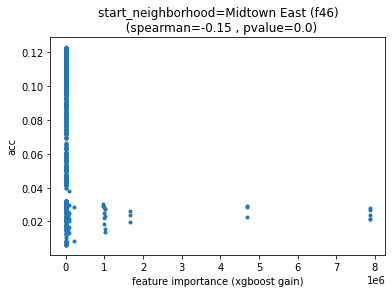 start_neighborhood=Midtown East (f46)
(spearman=-0.15 , pvalue=0.0)
0.12
0.10
0.08
0.06
0.04
0.02
acc
0 1 2 3 4 5 6 7 8
1e6
feature importance (xgboost gain)